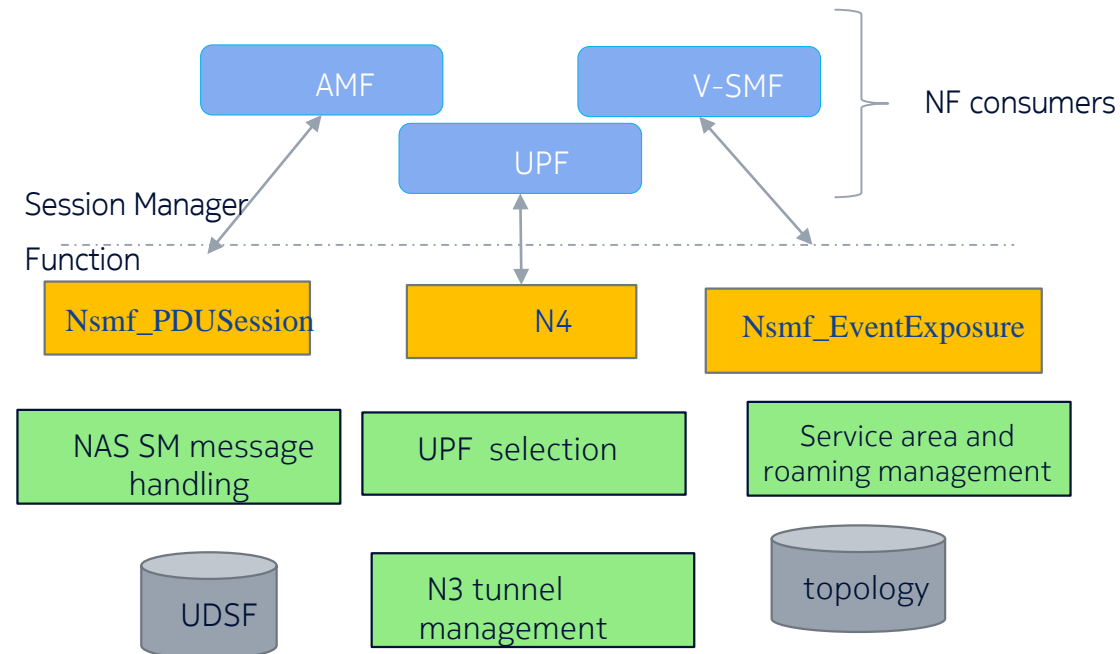 AMF
V-SMF
NF consumers
UPF
Session Manager
Function
Nsmf_PDUSession
N4
Nsmf_EventExposure
NAS SM message
handling
UPF selection
Service area and
roaming management
UDSF
N3 tunnel
management
topology